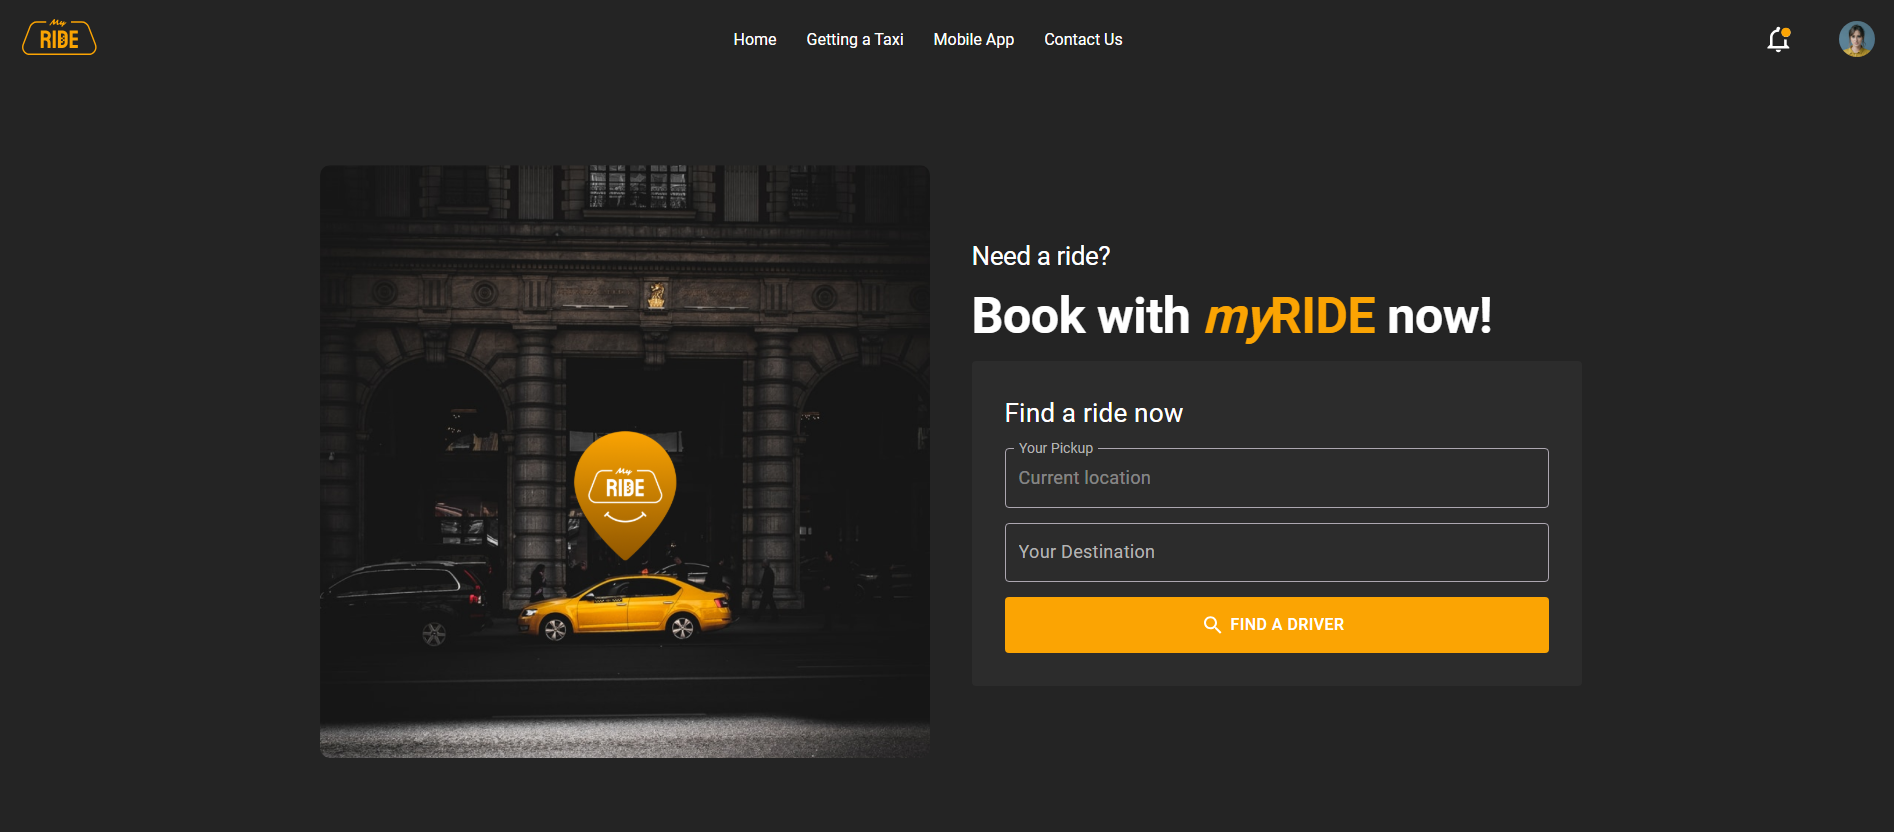 My
RIDE
Home
Getting a Taxi
Mobile App
Contact Us
My
RIDE
Need a ride?
Book with myRIDE now!
Find a ride now
Your Pickup
Current location
Your Destination
FIND A DRIVER